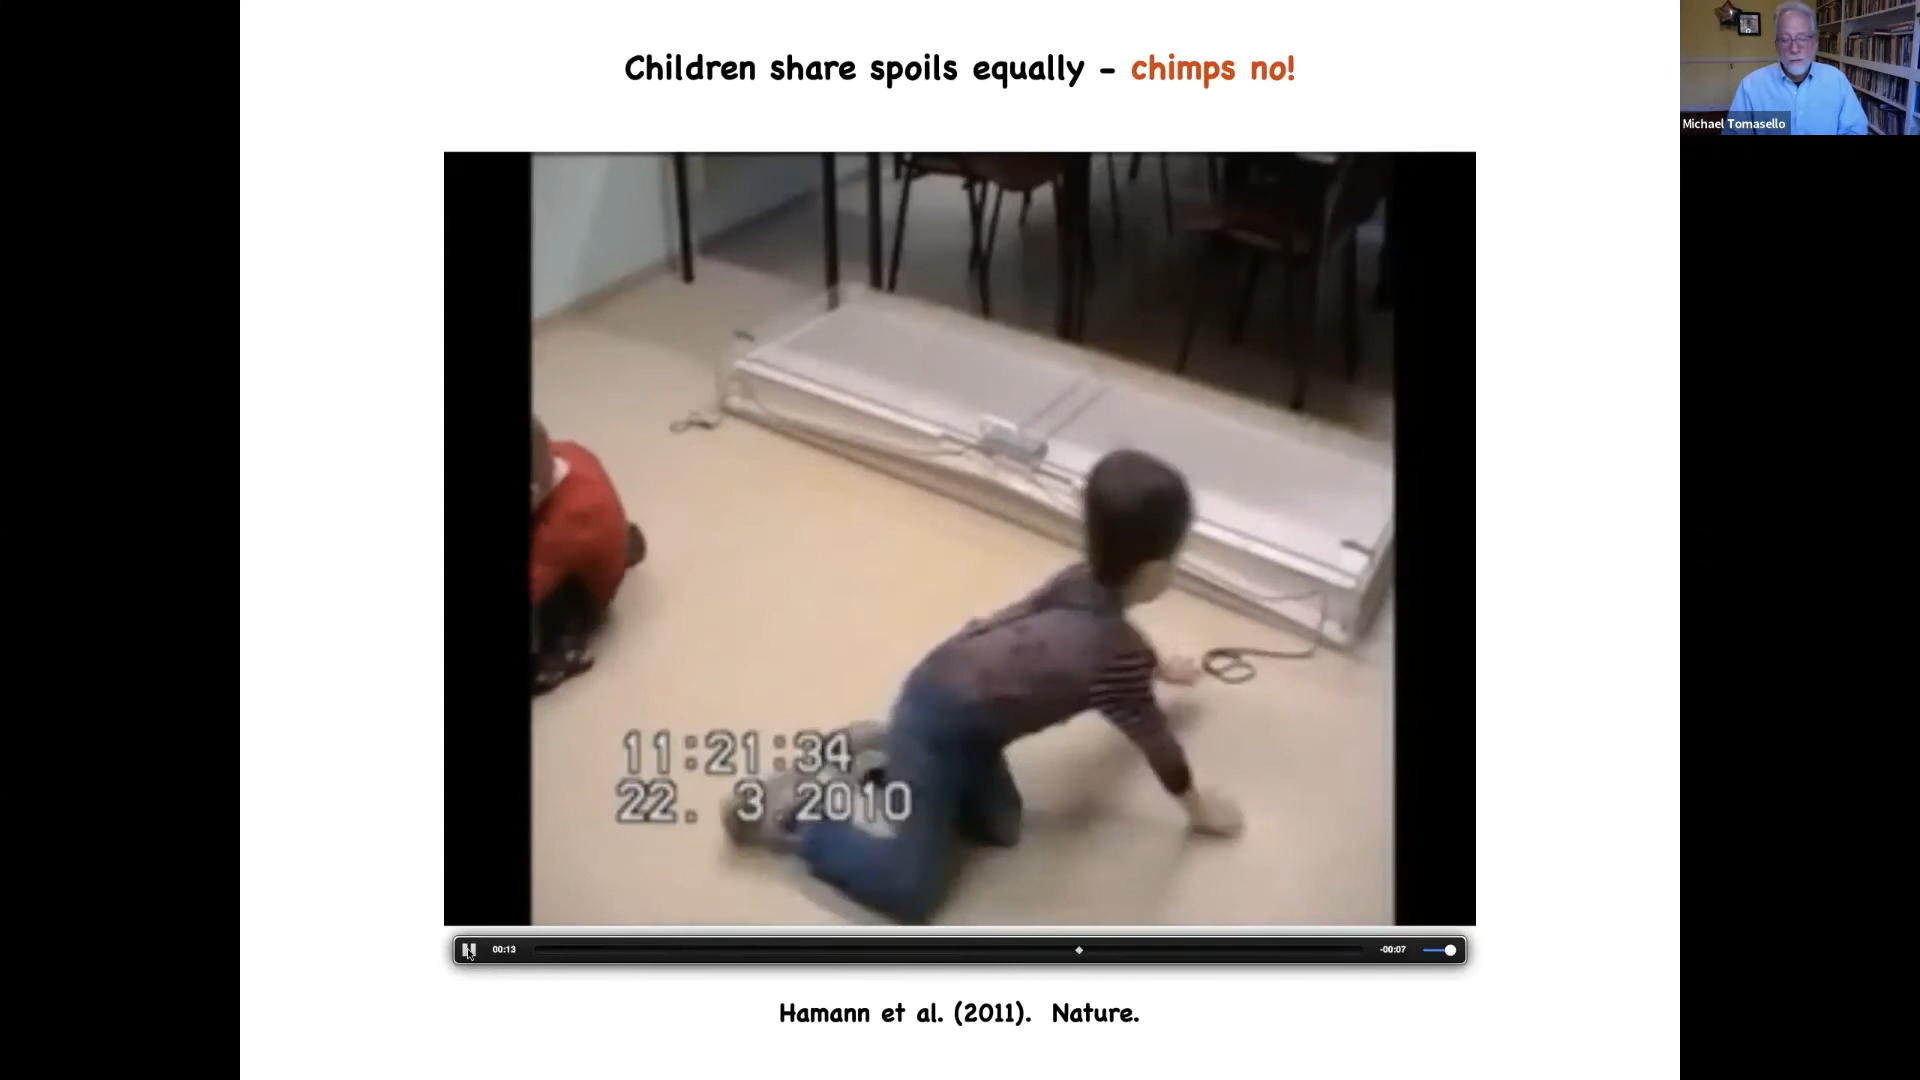 Children share spoils equally - chimps no!
Michael Tomasello
11:21:34
22. 3.2010
00:13
-00:07
Hamann et al. (2011). Nature.